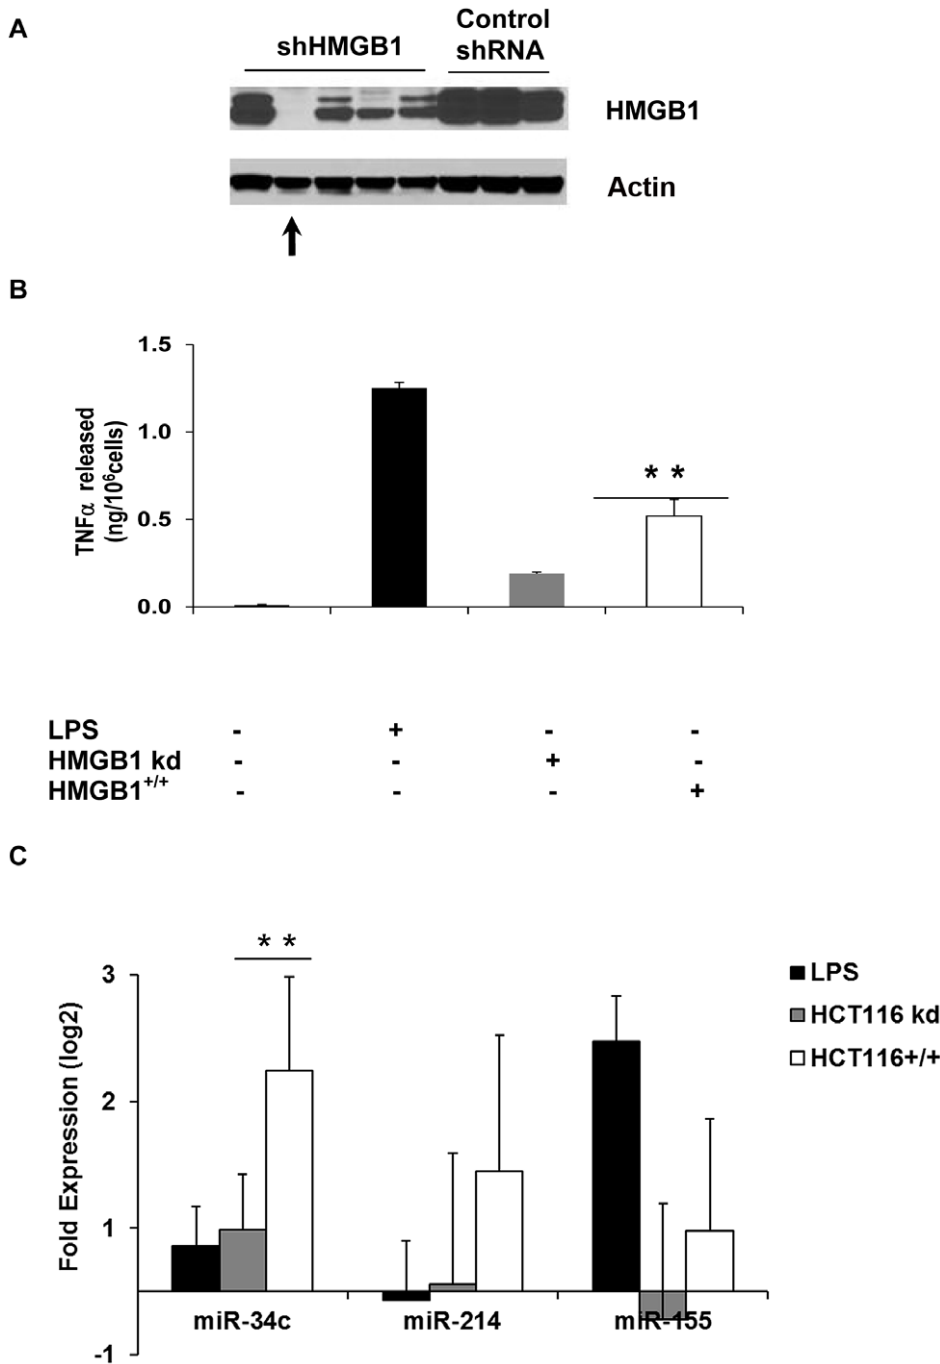 A
shHMGB1
Control
shRNA
HMGB1
Actin
B
TNFα released
(ng/10⁶cells)
1.5
1.0
0.5
0.0
* *
LPS - + - -
HMGB1 kd - - + -
HMGB1+/+ - - - +
C
Fold Expression (log2)
3
2
1
-1
* *
miR-34c
miR-214
miR-155
LPS
HCT116 kd
HCT116+/+